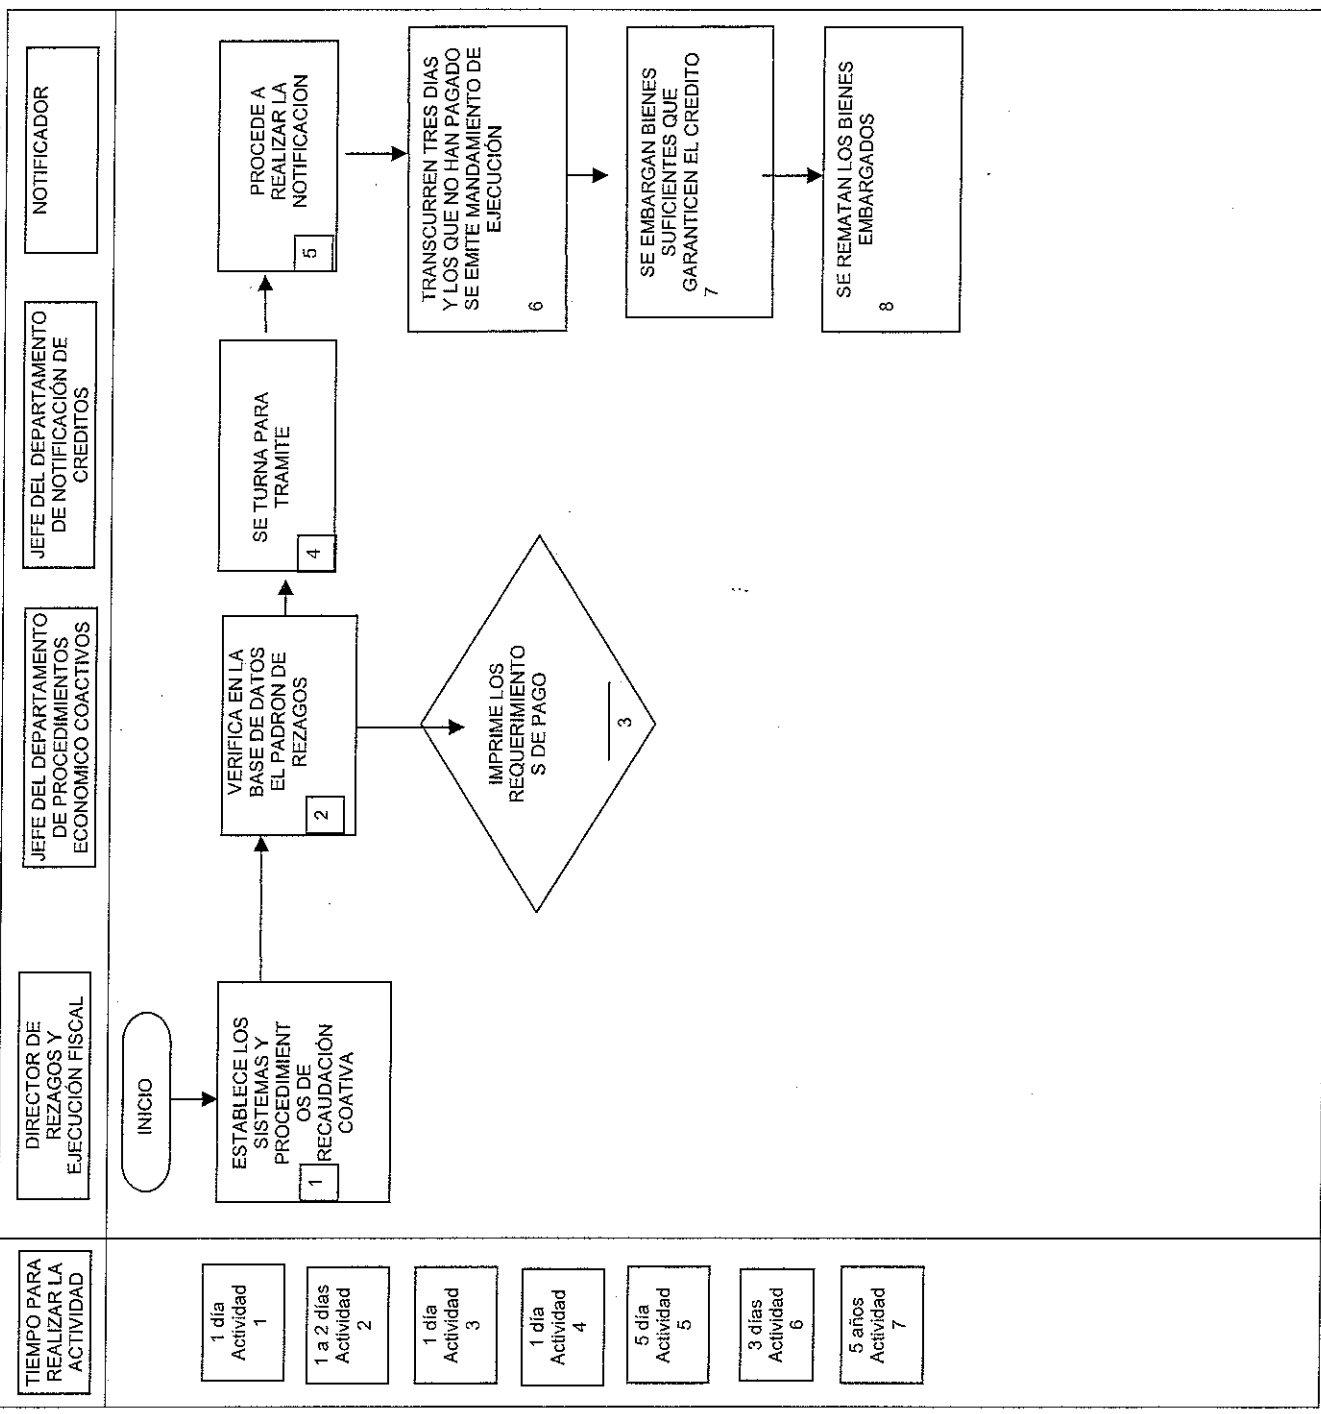 TIEMPO PARA
REALIZAR LA
ACTIVIDAD
DIRECTOR DE
REZAGOS Y
EJECUCIÓN FISCAL
JEFE DEL DEPARTAMENTO
DE PROCEDIMIENTOS
ECONOMICO COACTIVOS
JEFE DEL DEPARTAMENTO
DE NOTIFICACIÓN DE
CREDITOS
NOTIFICADOR
INICIO
1 día
Actividad
1
1 a 2 días
Actividad
2
1 día
Actividad
3
1 día
Actividad
4
5 día
Actividad
5
3 días
Actividad
6
5 años
Actividad
7
ESTABLECE LOS
SISTEMAS Y
PROCEDIMIENT
OS DE
RECAUDACIÓN
COATIVA
1
VERIFICA EN LA
BASE DE DATOS
EL PADRON DE
REZAGOS
2
IMPRIME LOS
REQUERIMIENTO
S DE PAGO
3
SE TURNA PARA
TRAMITE
4
PROCEDE A
REALIZAR LA
NOTIFICACION
5
TRANSCURREN TRES DIAS
Y LOS QUE NO HAN PAGADO
SE EMITE MANDAMIENTO DE
EJECUCIÓN
6
SE EMBARGAN BIENES
SUFICIENTES QUE
GARANTICEN EL CREDITO
7
SE REMATAN LOS BIENES
EMBARGADOS
8